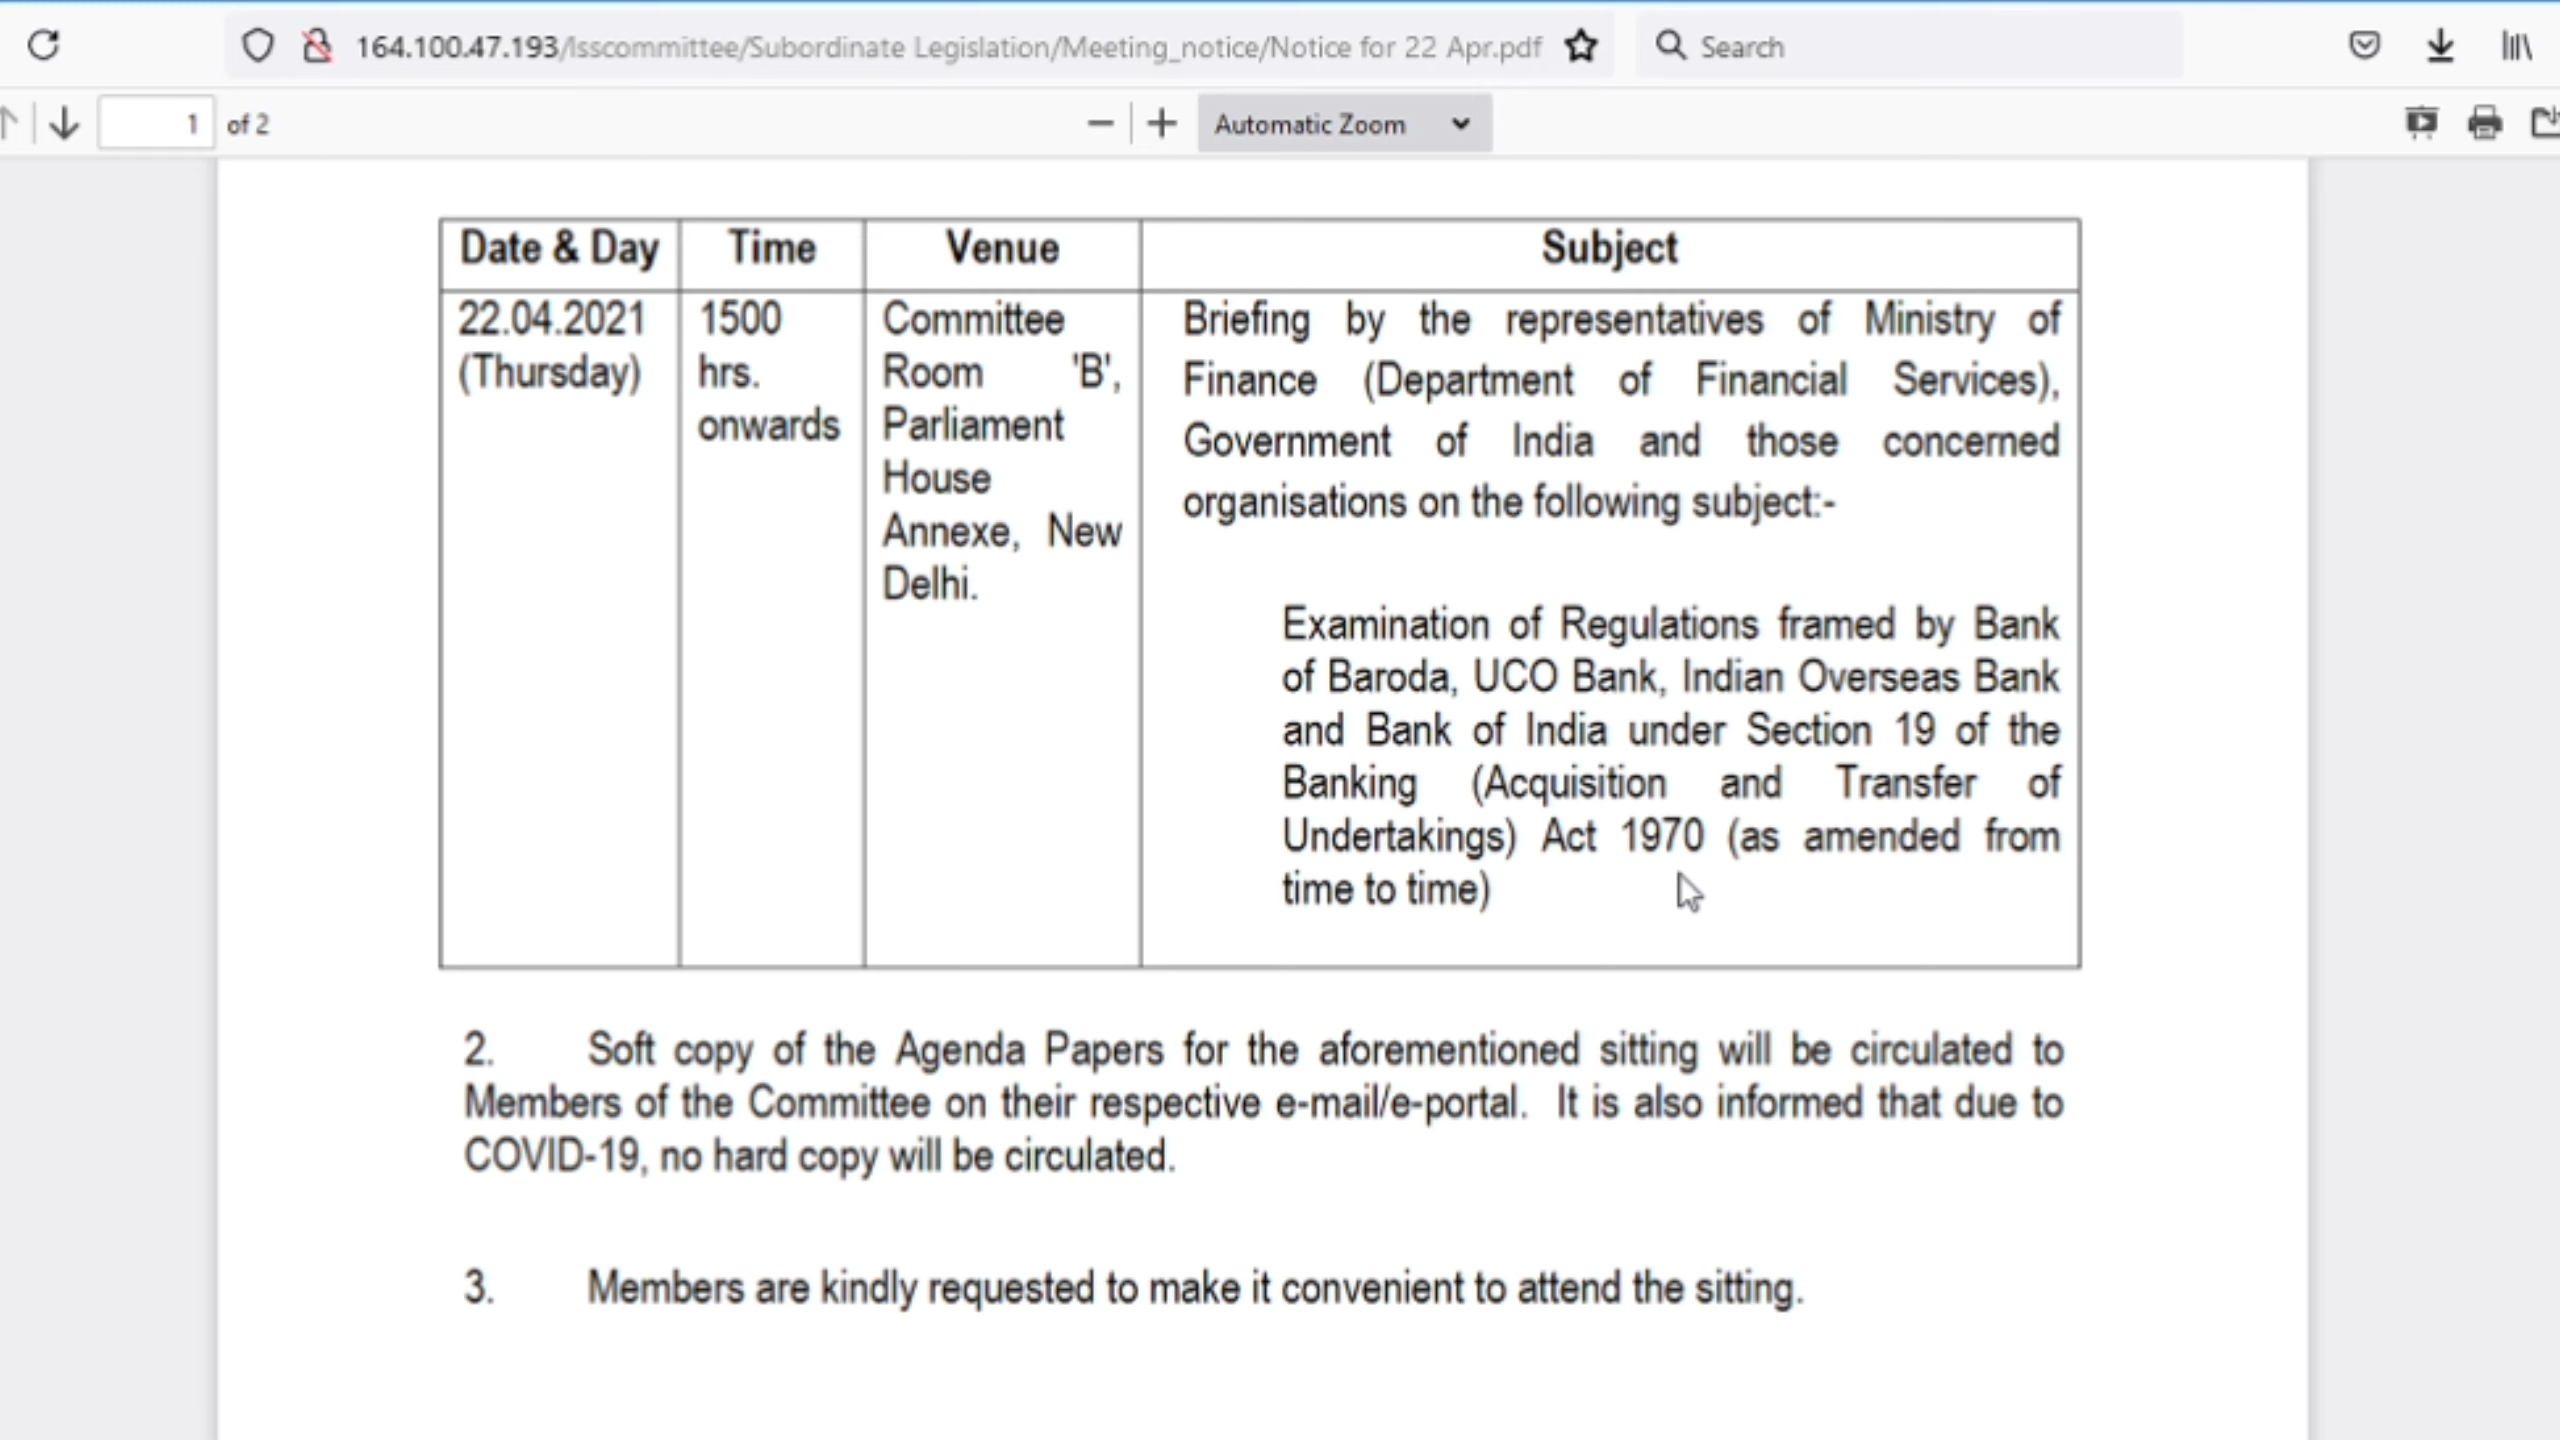 164.100.47.193/lsscommittee/Subordinate Legislation/Meeting_notice/Notice for 22 Apr.pdf
Search
1 of 2
Automatic Zoom
Date & Day Time Venue Subject
22.04.2021
(Thursday)
1500
hrs.
onwards
Committee
Room 'B',
Parliament
House
Annexe, New
Delhi.
Briefing by the representatives of Ministry of
Finance (Department of Financial Services),
Government of India and those concerned
organisations on the following subject:-
Examination of Regulations framed by Bank
of Baroda, UCO Bank, Indian Overseas Bank
and Bank of India under Section 19 of the
Banking (Acquisition and Transfer of
Undertakings) Act 1970 (as amended from
time to time)
2. Soft copy of the Agenda Papers for the aforementioned sitting will be circulated to
Members of the Committee on their respective e-mail/e-portal. It is also informed that due to
COVID-19, no hard copy will be circulated.
3. Members are kindly requested to make it convenient to attend the sitting.